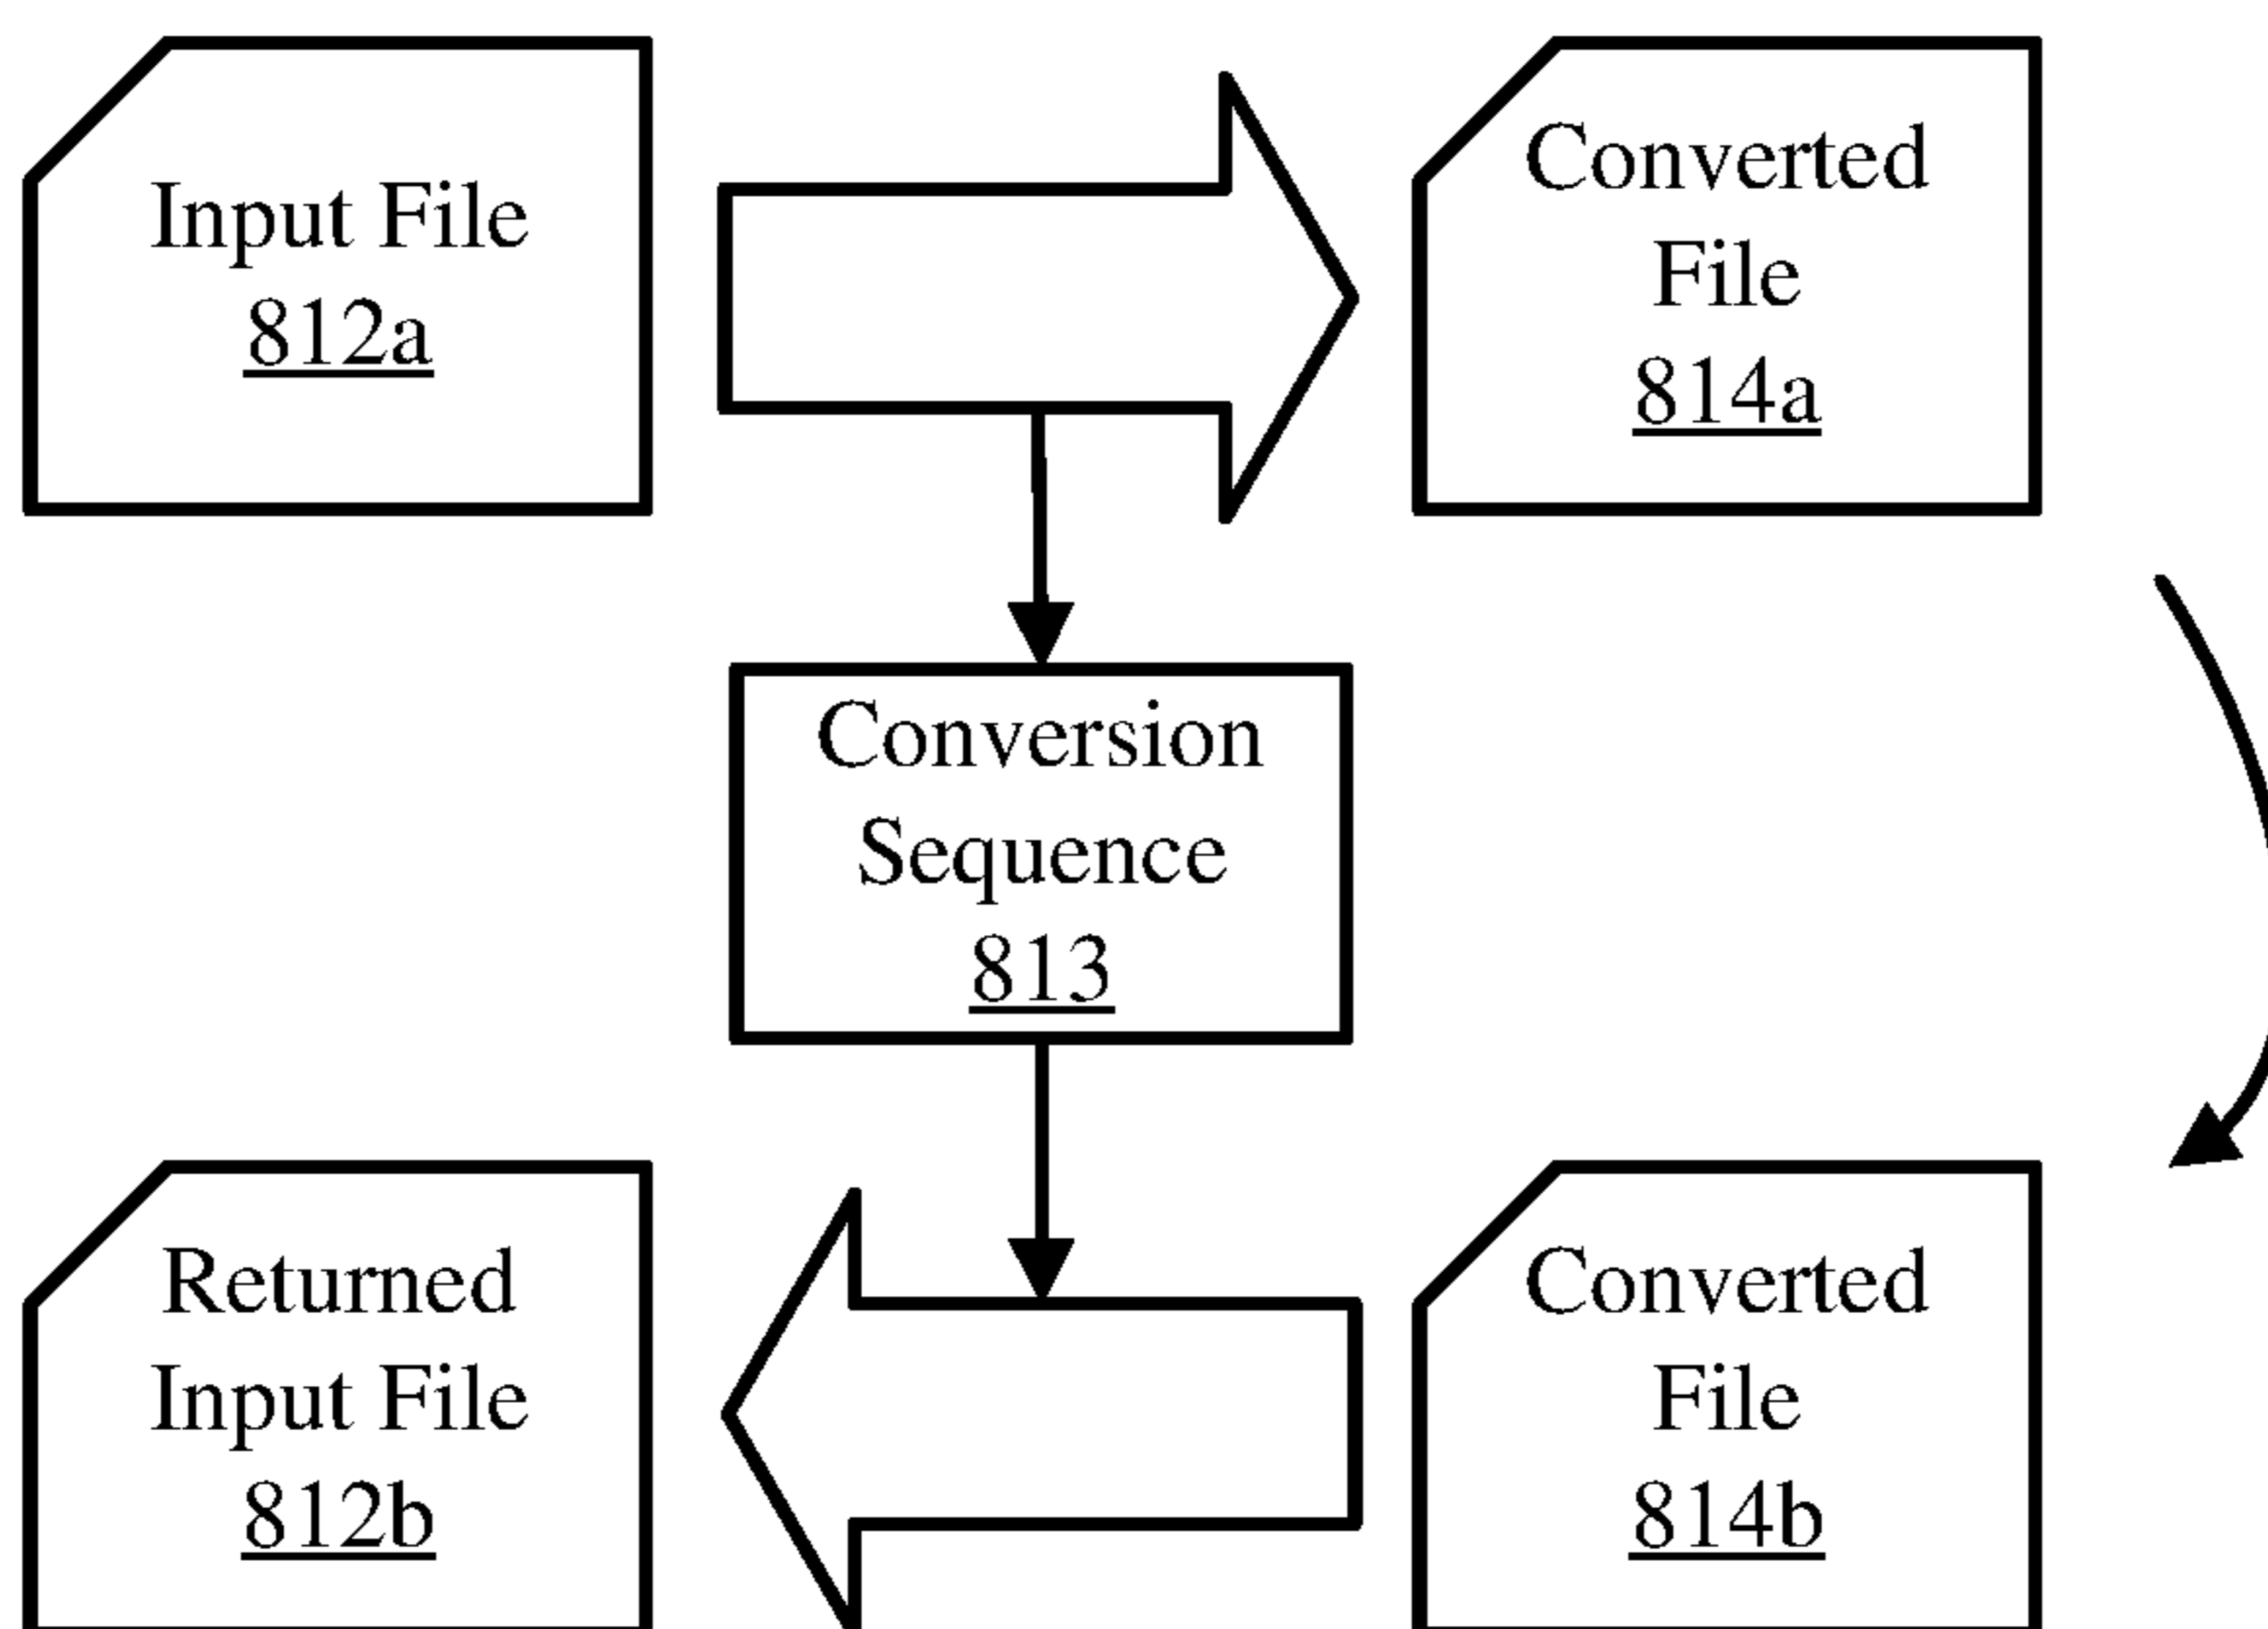 Input File
812a
Converted
File
814a
Conversion
Sequence
813
Returned
Input File
812b
Converted
File
814b